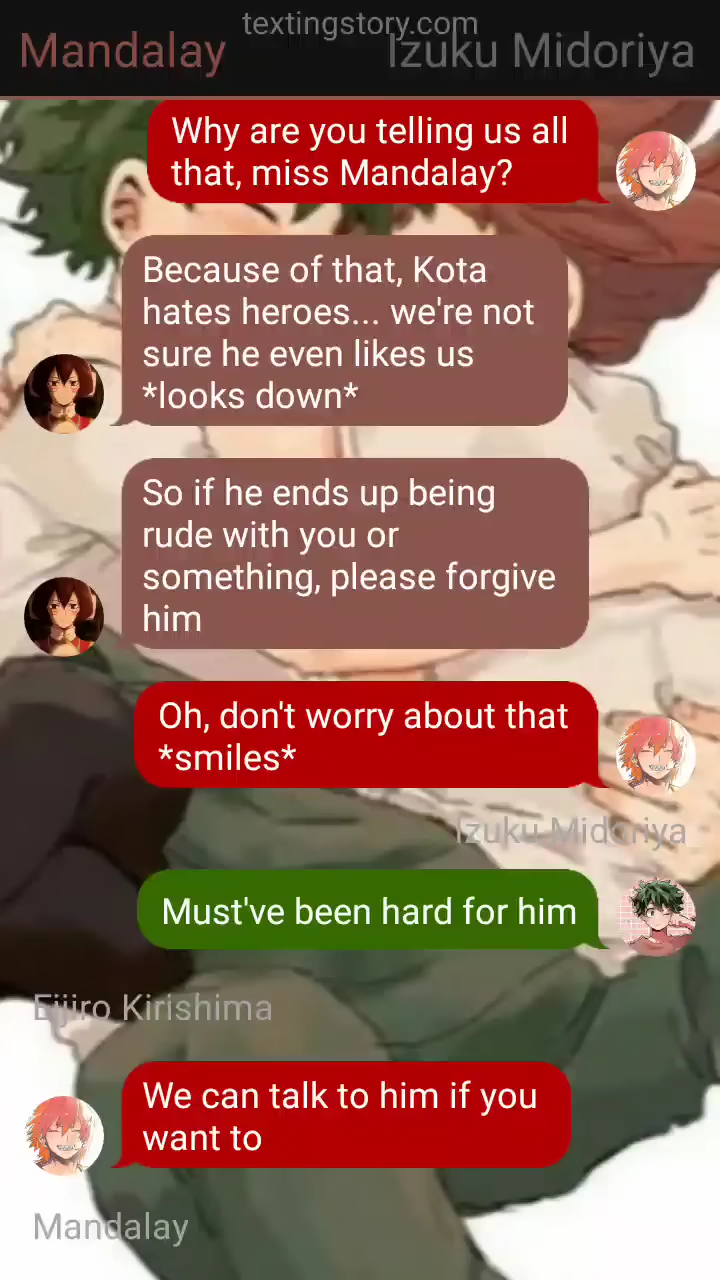 textingstory.com
Mandalay
Izuku Midoriya
Why are you telling us all
that, miss Mandalay?
Because of that, Kota
hates heroes... we're not
sure he even likes us
*looks down*
So if he ends up being
rude with you or
something, please forgive
him
Oh, don't worry about that
*smiles*
Izuku Midoriya
Must've been hard for him
Eijiro Kirishima
We can talk to him if you
want to
Mandalay